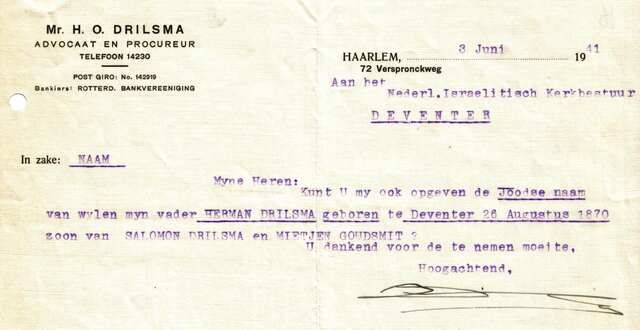 Mr. H. O. DRILSMA
ADVOCAAT EN PROCUREUR
TELEFOON 14230
POST GIRO: No. 142919
Bankiers: ROTTERD. BANKVEREENIGING
HAARLEM, 3 Juni 1941
72 Verspronckweg
Aan het
Nederl.Israelitisch Kerkbestuur
DEVENTER
In zake: NAAM
Myne Heren:
Kunt U my ook opgeven de Joodse naam
van wylen myn vader HERMAN DRILSMA geboren te Deventer 26 Augustus 1870
zoon van SALOMON DRILSMA en MIETJEN GOUDSMIT ?
U dankend voor de te nemen moeite,
Hoogachtend,